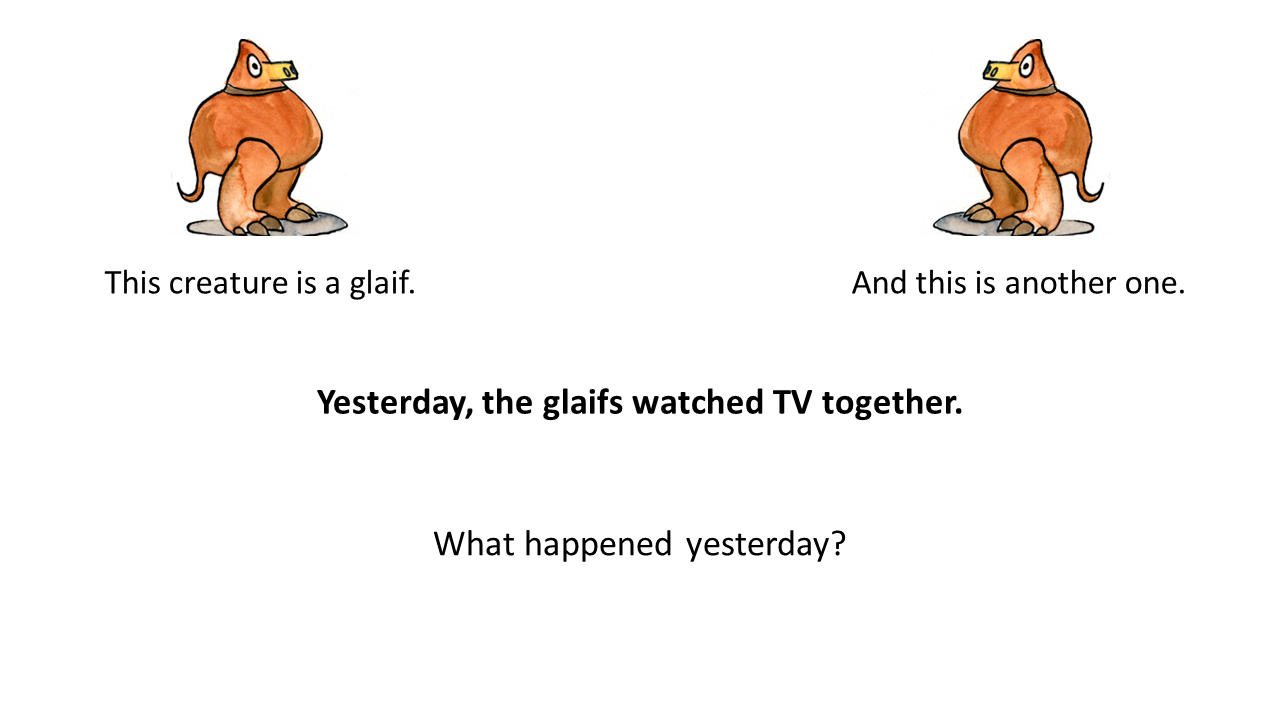 This creature is a glaif.
And this is another one.
Yesterday, the glaifs watched TV together.
What happened yesterday?